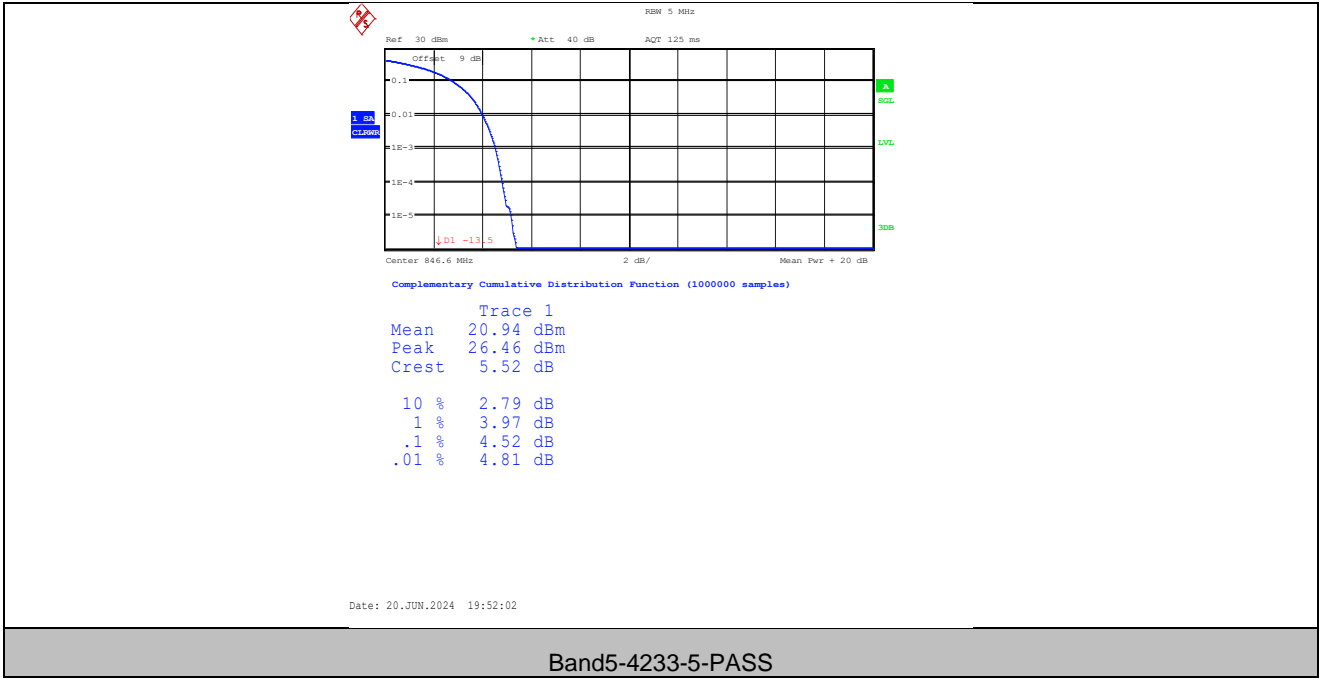 R S
RBW 5 MHz
Ref 30 dBm * Att 40 dB AQT 125 ms
Offset 9 dB
0.1
A
SGL
0.01
1 SA
CLRWR
LVL
1E-3
1E-4
1E-5
3DB
↓D1 -13.5
Center 846.6 MHz 2 dB/ Mean Pwr + 20 dB
Complementary Cumulative Distribution Function (1000000 samples)
Trace 1
Mean 20.94 dBm
Peak 26.46 dBm
Crest 5.52 dB
10 % 2.79 dB
1 % 3.97 dB
.1 % 4.52 dB
.01 % 4.81 dB
Date: 20.JUN.2024 19:52:02
Band5-4233-5-PASS